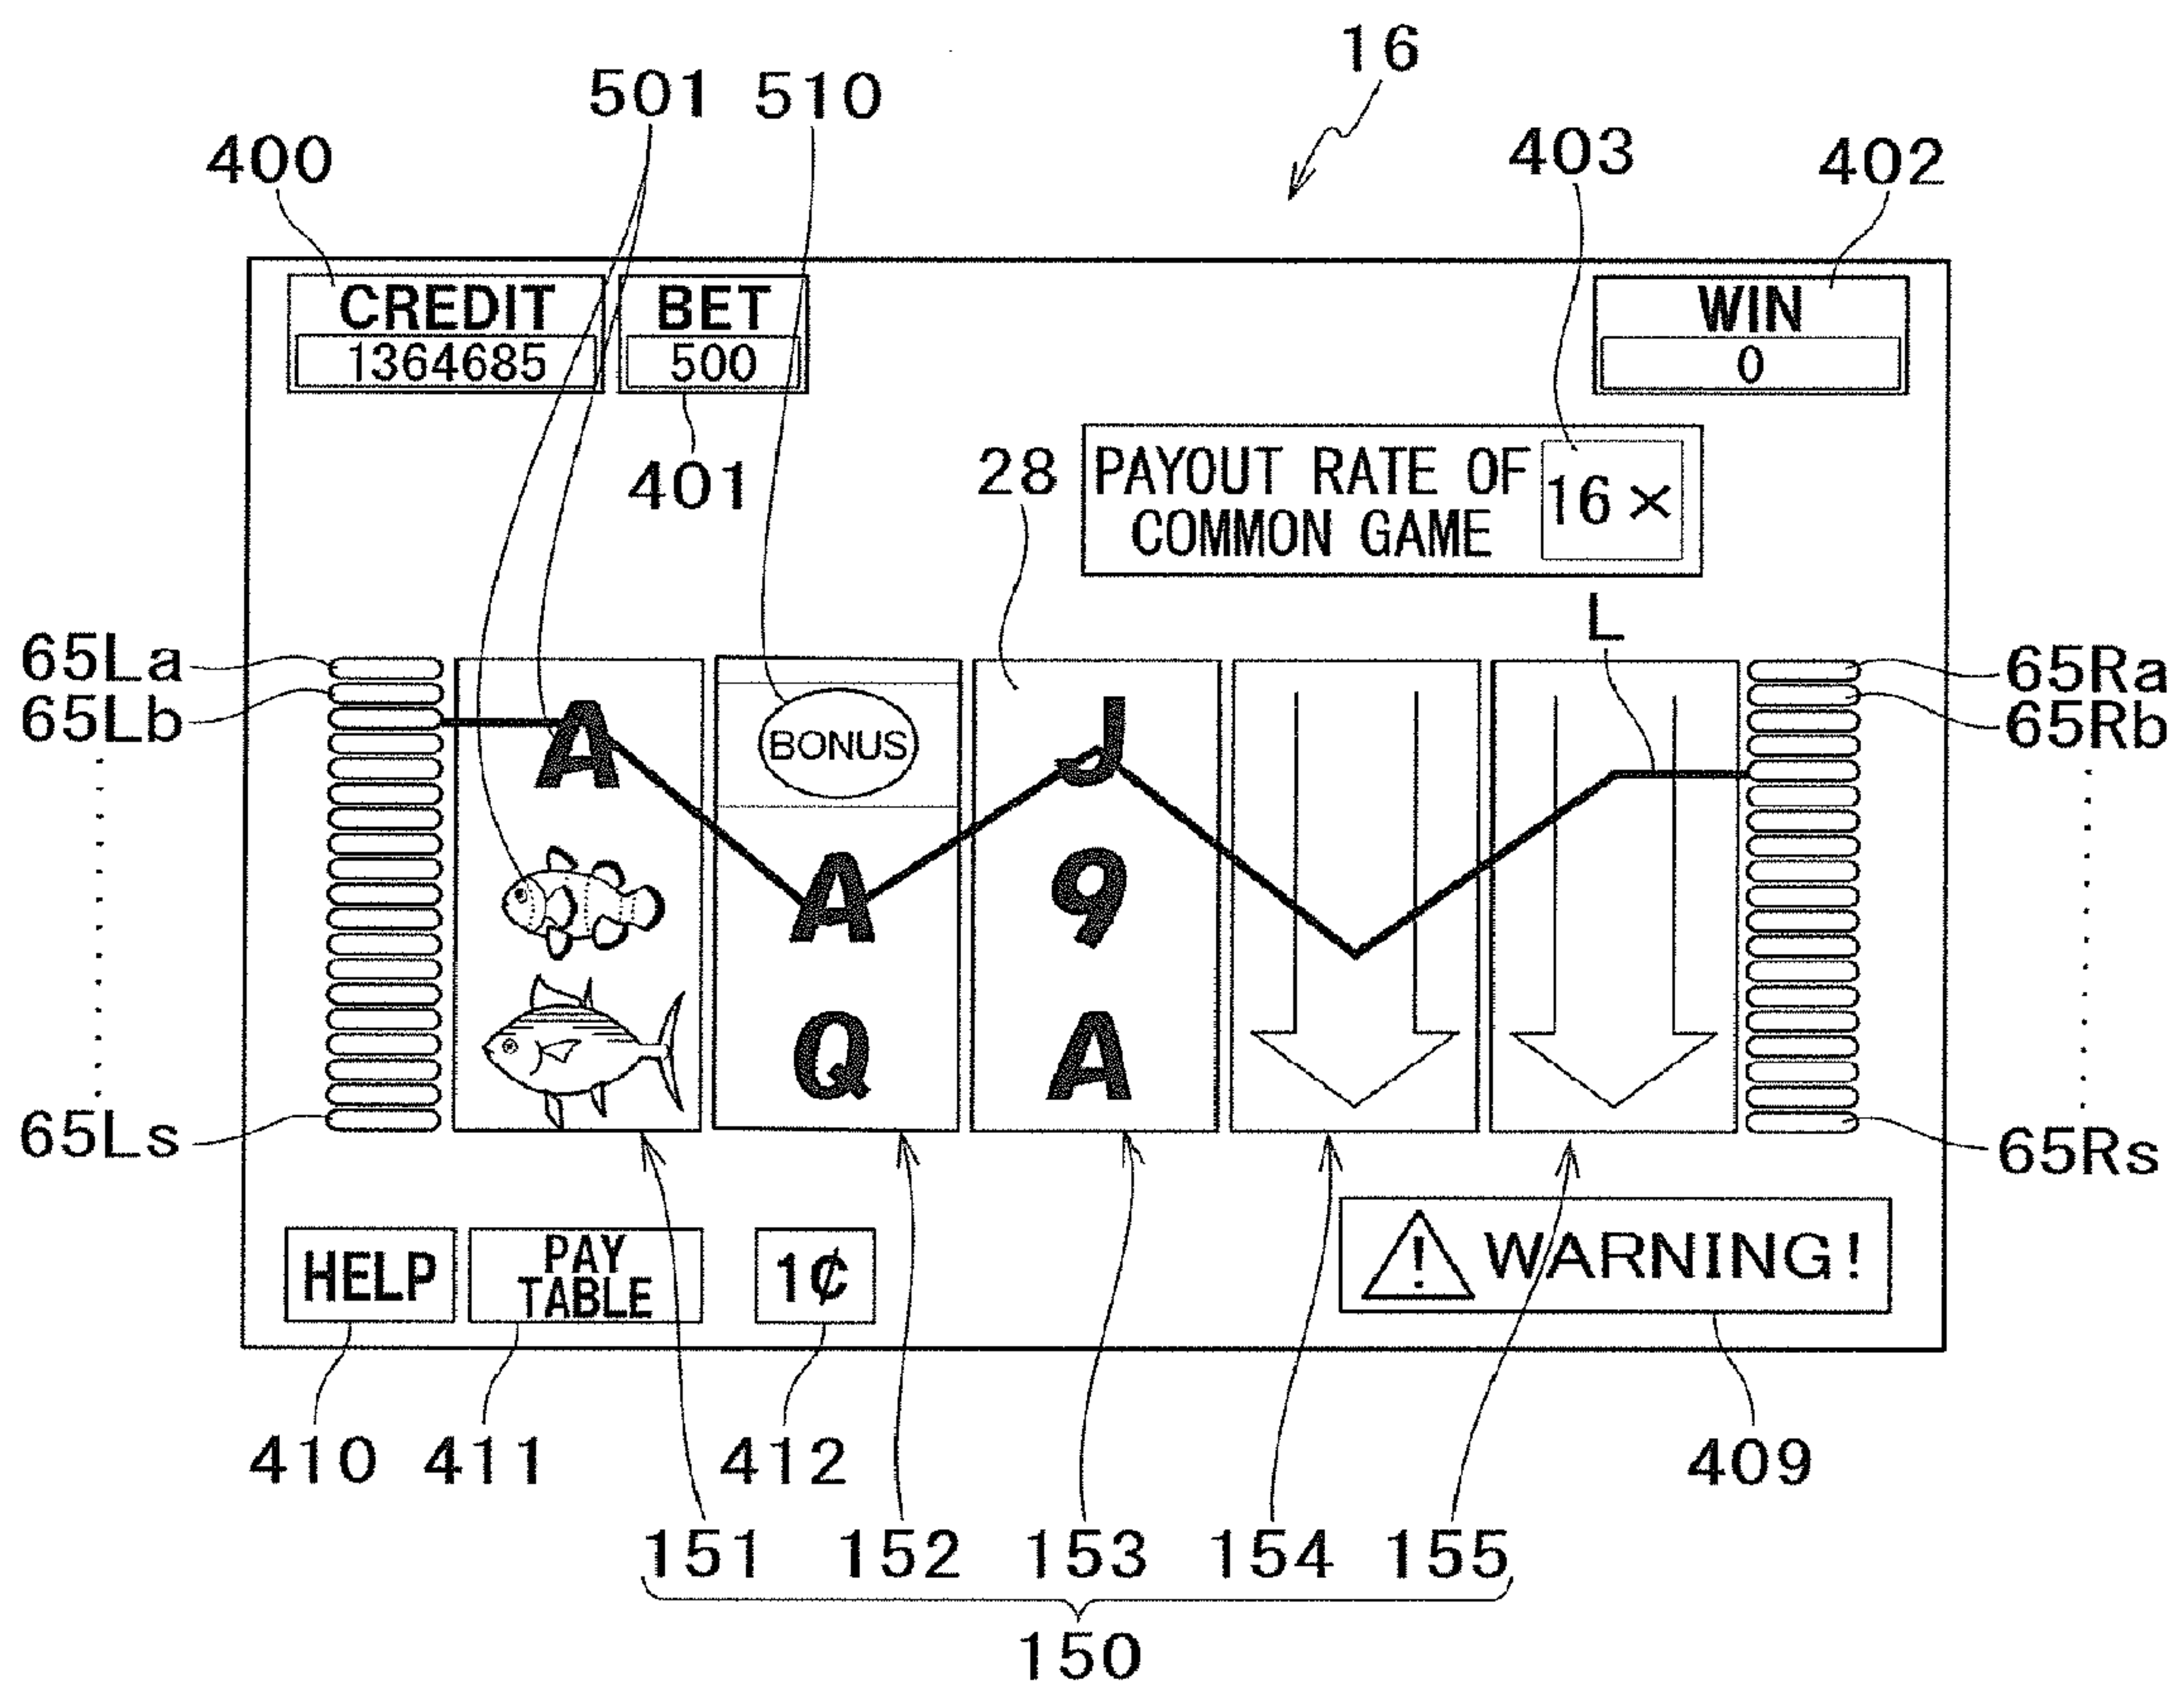 16
501 510
400 403 402
CREDIT BET WIN
1364685 500 0
401
28 PAYOUT RATE OF
COMMON GAME
16×
L
65La 65Ra
65Lb 65Rb
A BONUS J
A 9
Q A
65Ls 65Rs
HELP PAY
TABLE
1¢ ! WARNING!
410 411 412 409
151 152 153 154 155
150